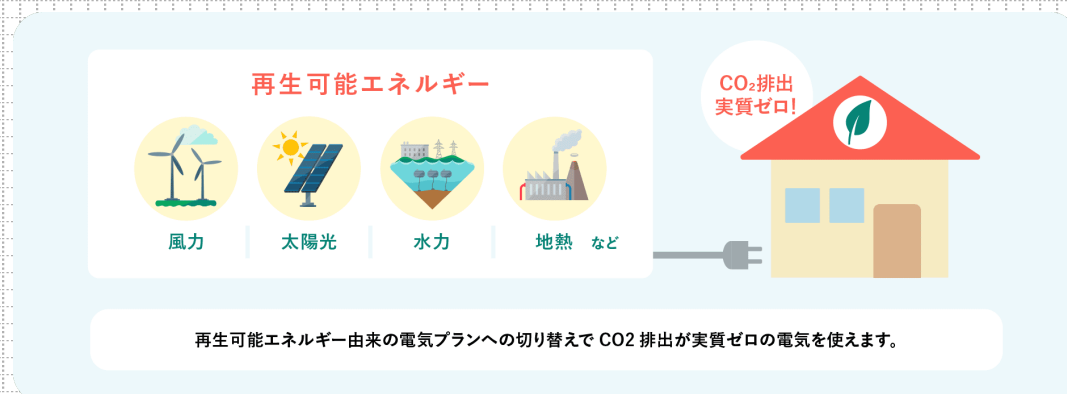 再生可能エネルギー
CO₂排出
実質ゼロ!
風力
太陽光
水力
地熱 など
再生可能エネルギー由来の電気プランへの切り替えで CO2 排出が実質ゼロの電気を使えます。